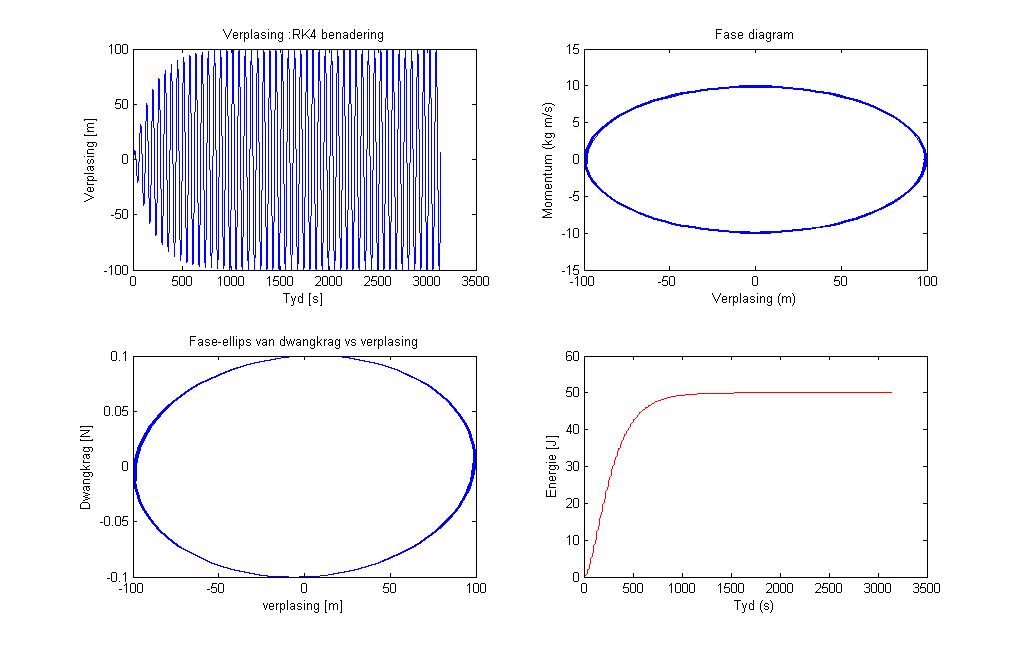 Verplasing :RK4 benadering
Verplasing [m]
100
50
0
-50
-100
0 500 1000 1500 2000 2500 3000 3500
Tyd [s]
Fase diagram
Momentum (kg m/s)
15
10
5
0
-5
-10
-15
-100 -50 0 50 100
Verplasing (m)
Fase-ellips van dwangkrag vs verplasing
Dwangkrag [N]
0.1
0.05
0
-0.05
-0.1
-100 -50 0 50 100
verplasing [m]
Energie [J]
60
50
40
30
20
10
0
0 500 1000 1500 2000 2500 3000 3500
Tyd (s)